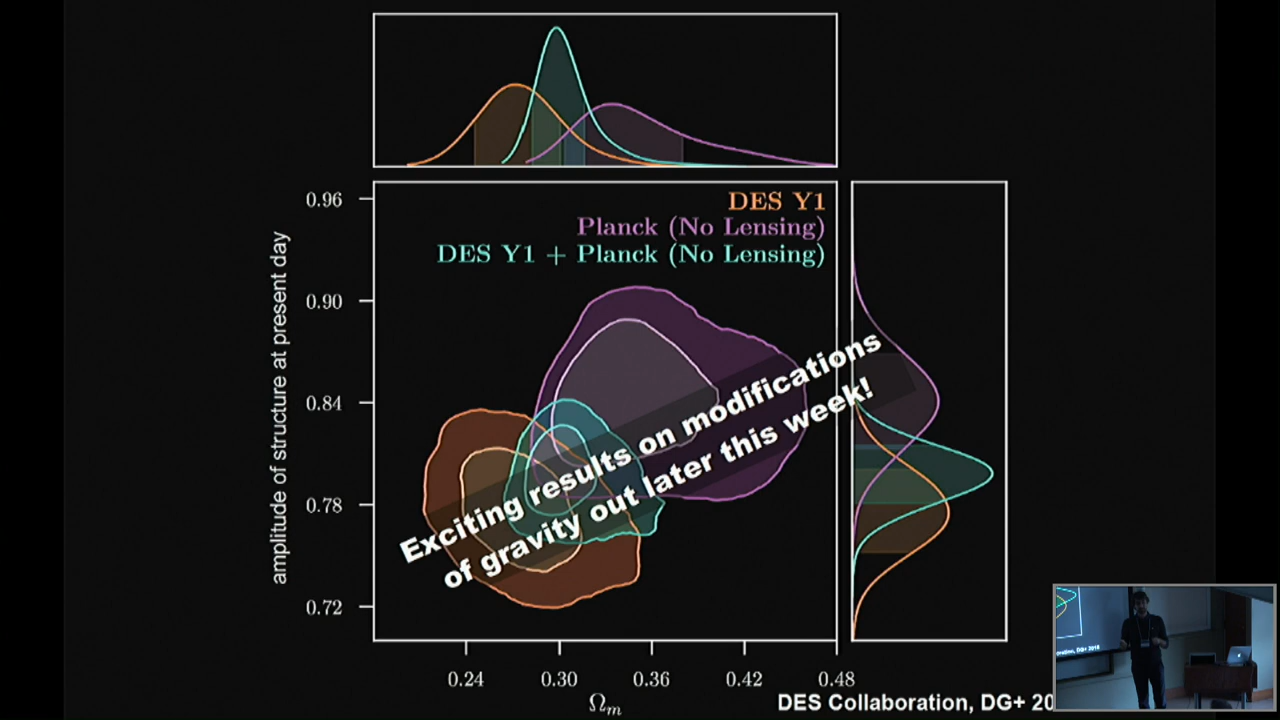 DES Y1
Planck (No Lensing)
DES Y1 + Planck (No Lensing)
amplitude of structure at present day
0.96
0.90
0.84
0.78
0.72
Exciting results on modifications
of gravity out later this week!
0.24 0.30 0.36 0.42 0.48
Ωm
DES Collaboration, DG+ 20